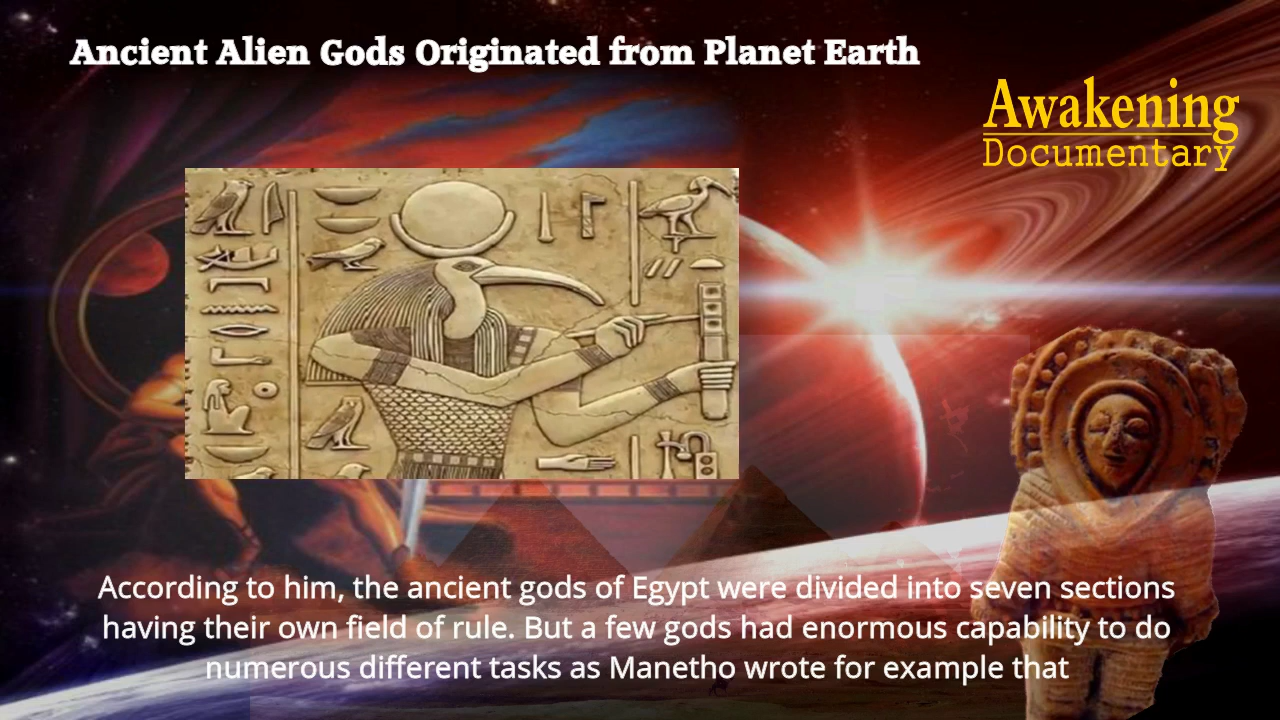 Ancient Alien Gods Originated from Planet Earth
Awakening
Documentary
According to him, the ancient gods of Egypt were divided into seven sections
having their own field of rule. But a few gods had enormous capability to do
numerous different tasks as Manetho wrote for example that